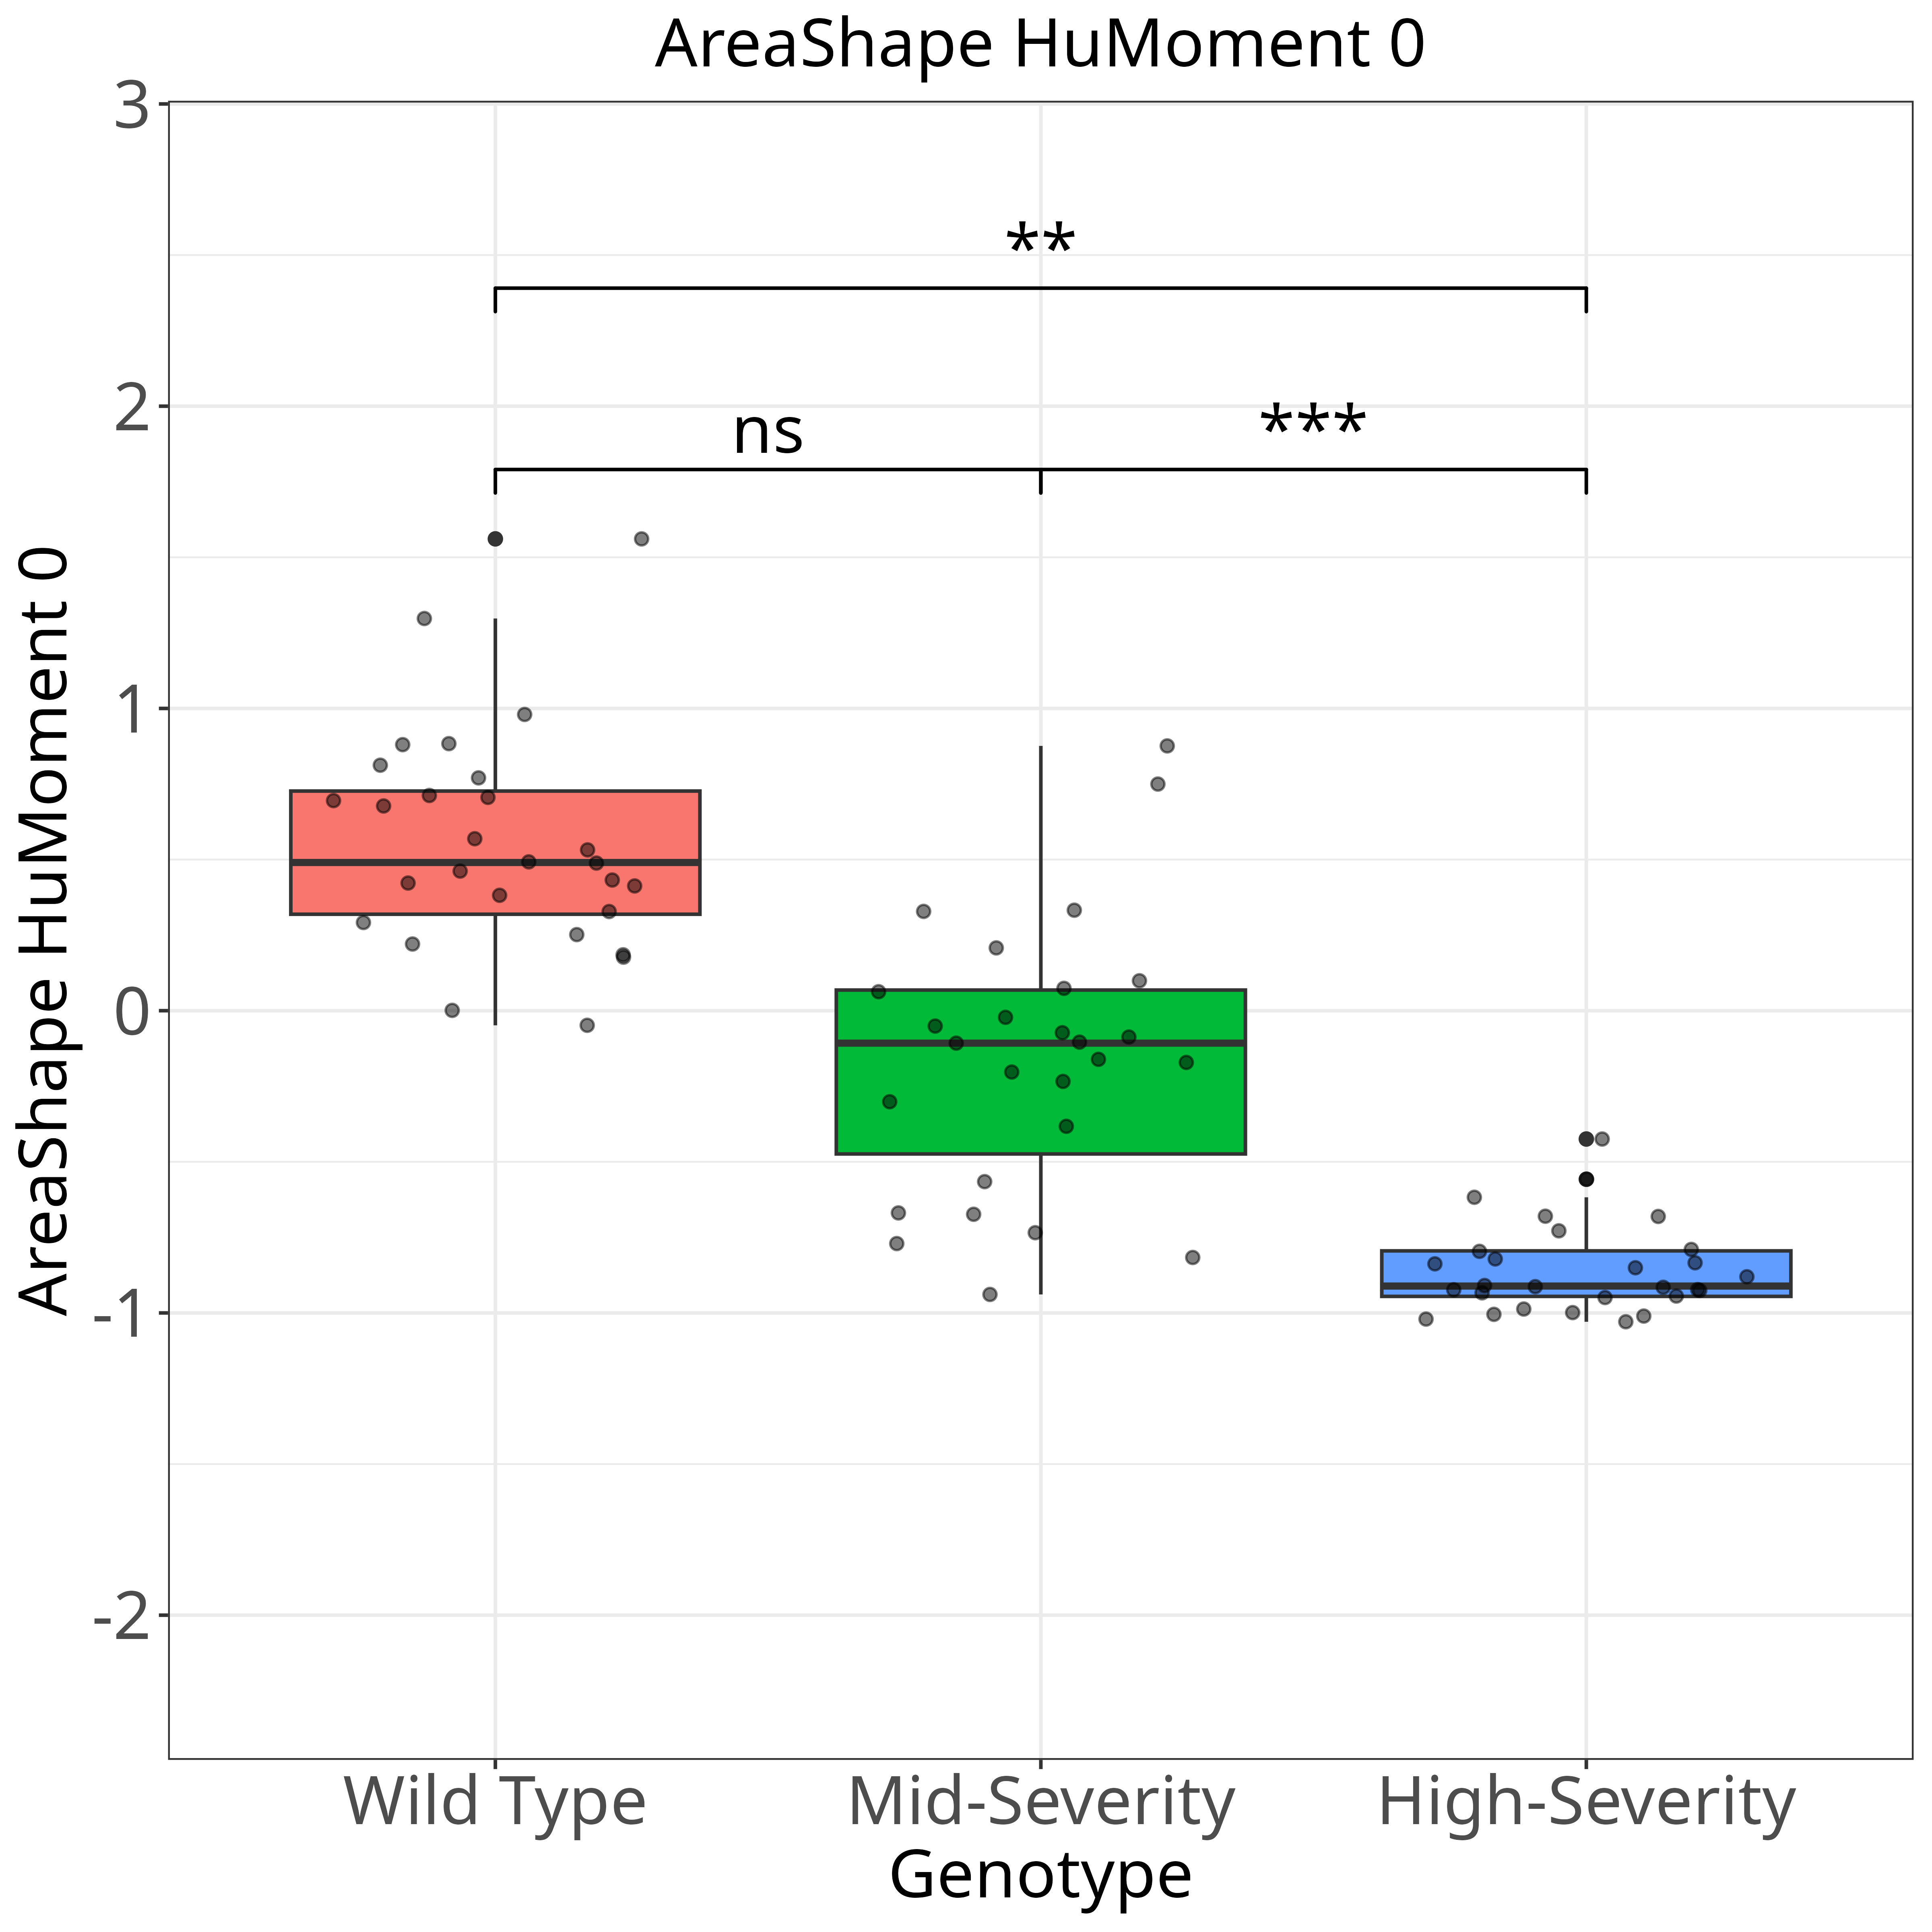 AreaShape HuMoment 0
AreaShape HuMoment 0
3
2
1
0
-1
-2
**
ns
***
Wild Type
Mid-Severity
High-Severity
Genotype